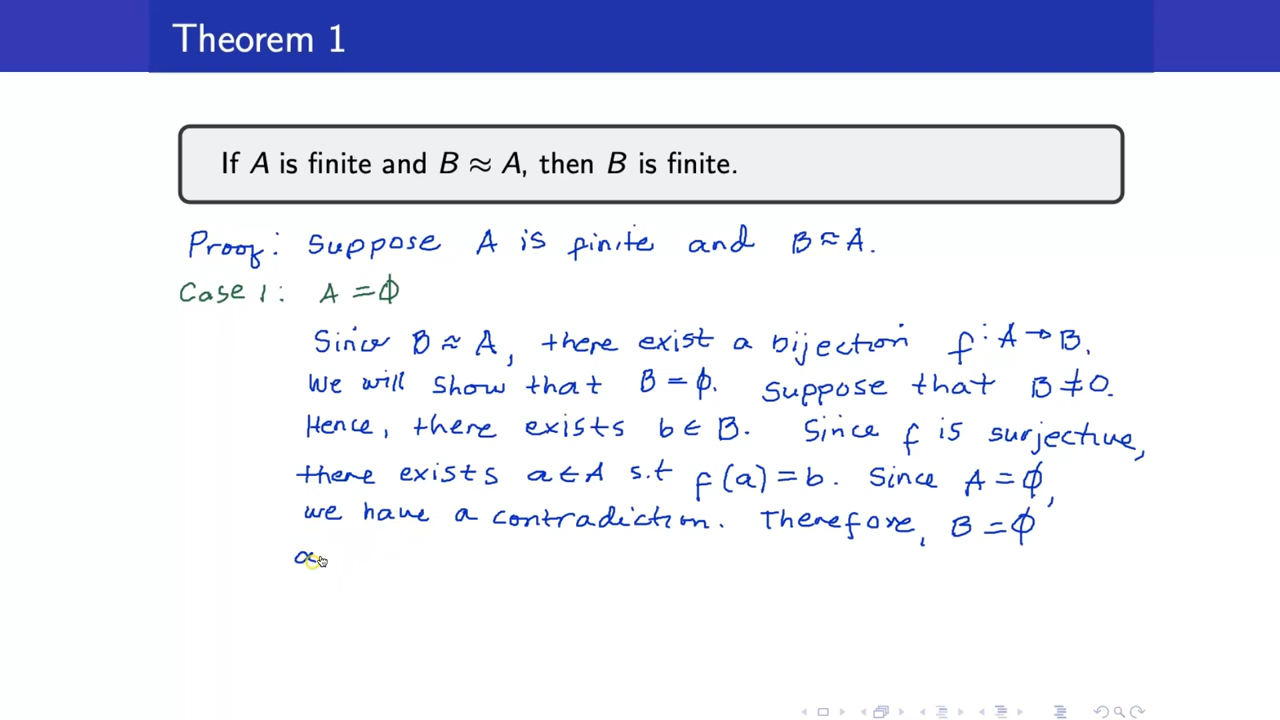 Theorem 1
If A is finite and B ≈ A, then B is finite.
Proof: Suppose A is finite and B ≈ A.
Case 1: A = ϕ
Since B ≈ A, there exist a bijection f: A → B.
We will show that B = ϕ. Suppose that B ≠ 0.
Hence, there exists b ∈ B. Since f is surjective,
there exists a ∈ A s.t f(a) = b. Since A = ϕ,
we have a contradiction. Therefore, B = ϕ